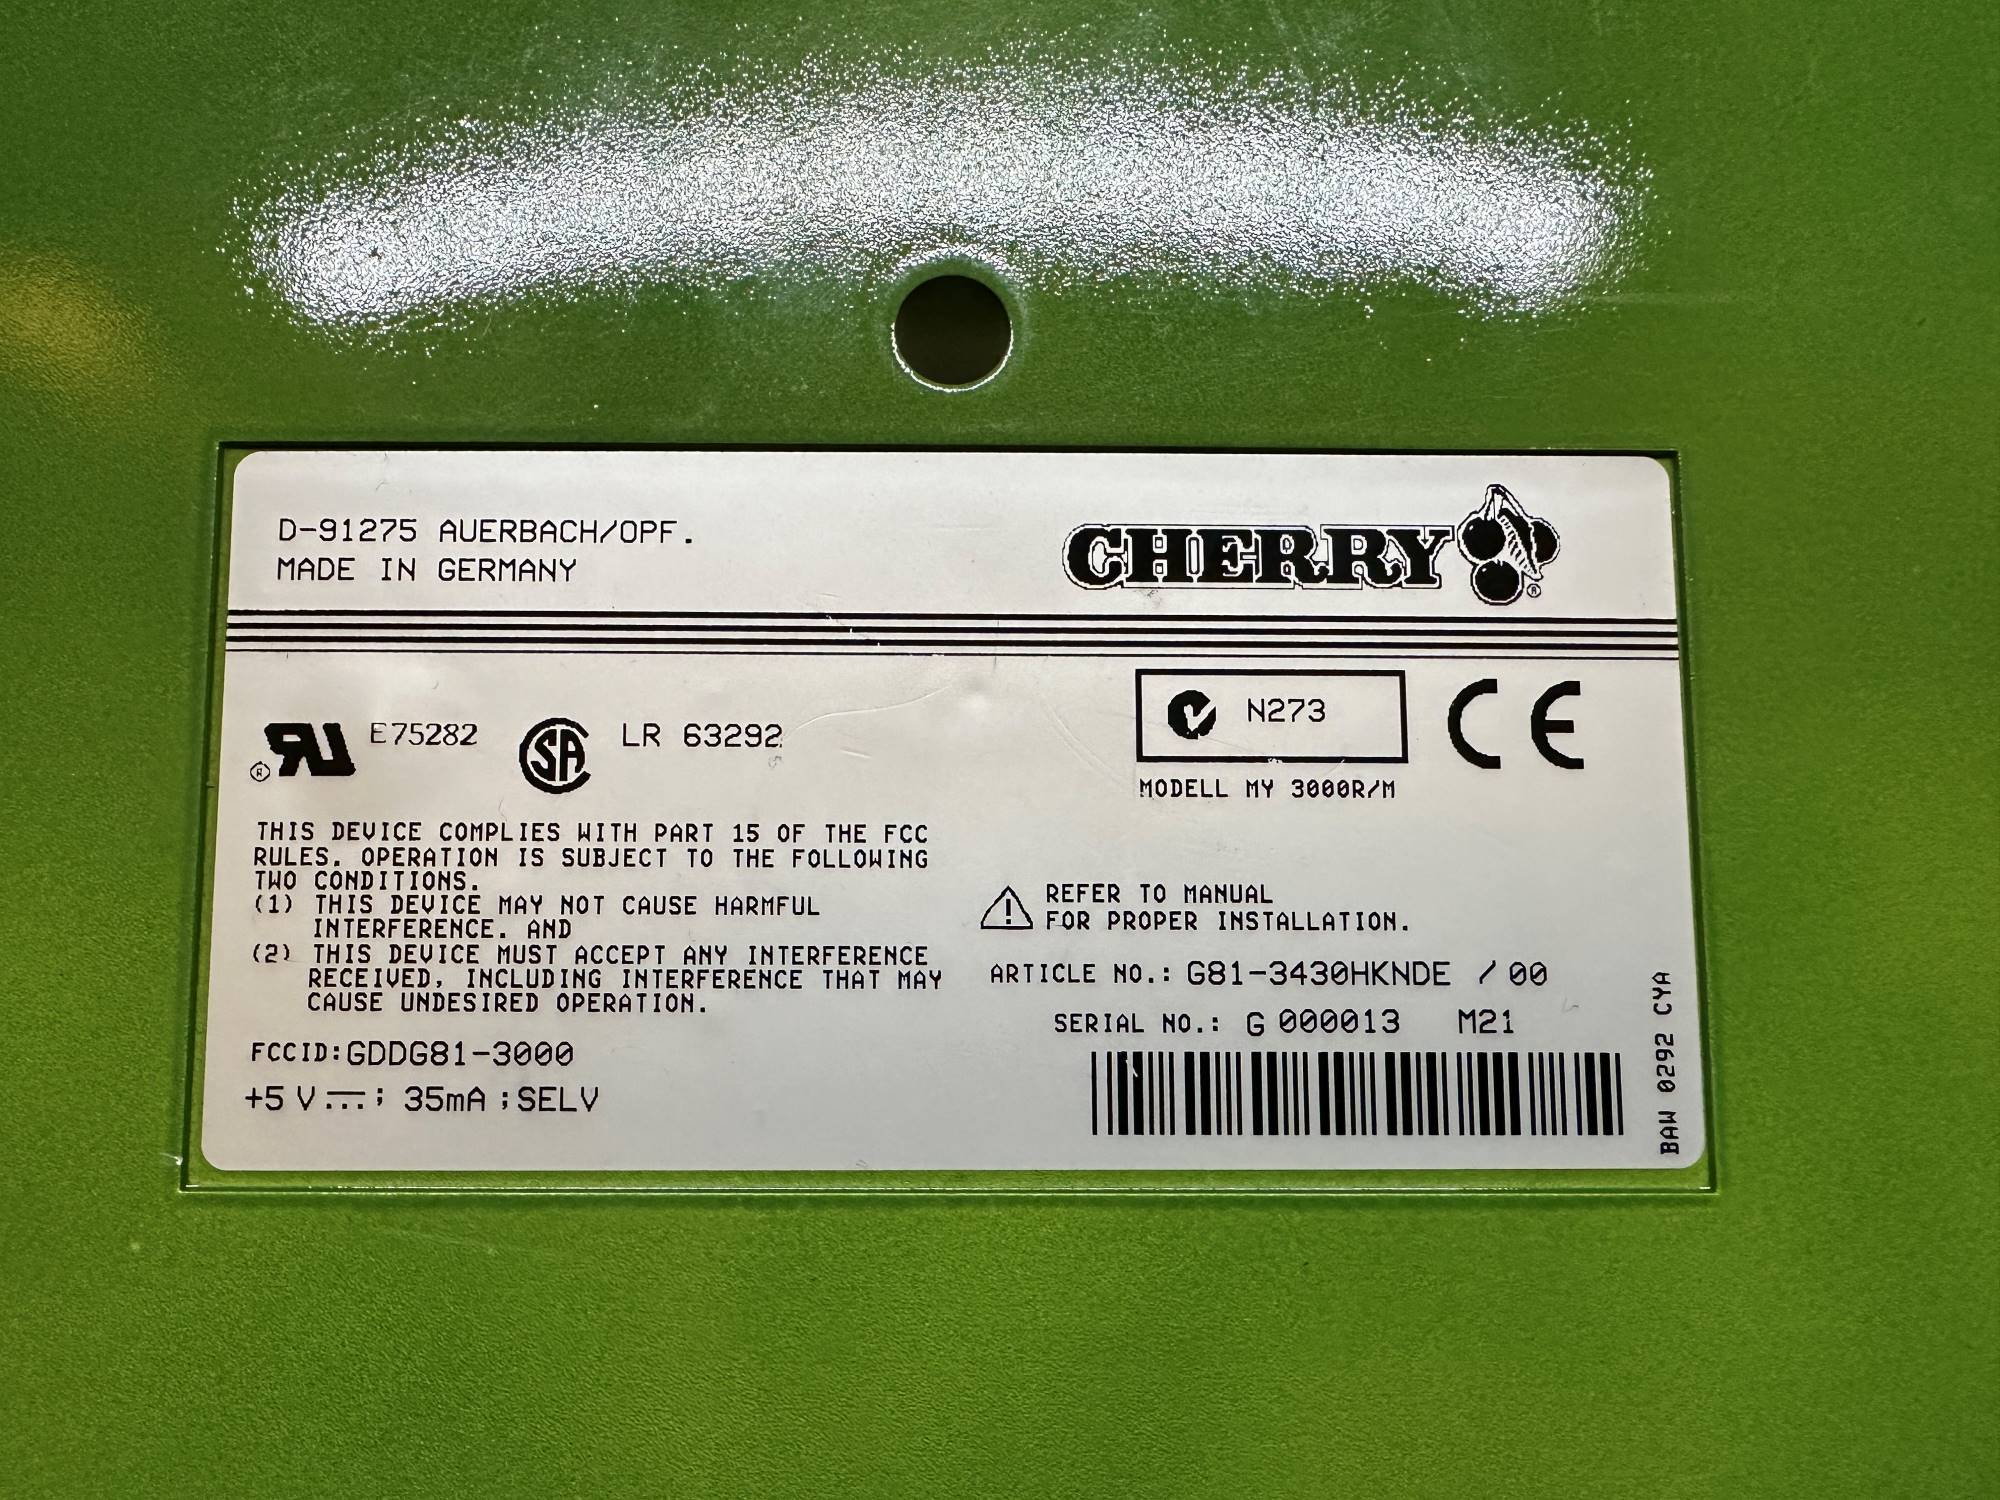 D-91275 AUERBACH/OPF.
MADE IN GERMANY
CHERRY
®
E75282
LR 63292
N273
CE
MODELL MY 3000R/M
®
THIS DEVICE COMPLIES WITH PART 15 OF THE FCC
RULES. OPERATION IS SUBJECT TO THE FOLLOWING
TWO CONDITIONS.
(1) THIS DEVICE MAY NOT CAUSE HARMFUL
INTERFERENCE. AND
(2) THIS DEVICE MUST ACCEPT ANY INTERFERENCE
RECEIVED, INCLUDING INTERFERENCE THAT MAY
CAUSE UNDESIRED OPERATION.
FCCID:GDDG81-3000
+5 V⎓; 35mA ;SELV
REFER TO MANUAL
FOR PROPER INSTALLATION.
ARTICLE NO.: G81-3430HKNDE /00
SERIAL NO.: G 000013 M21
BAW 0292 CYA